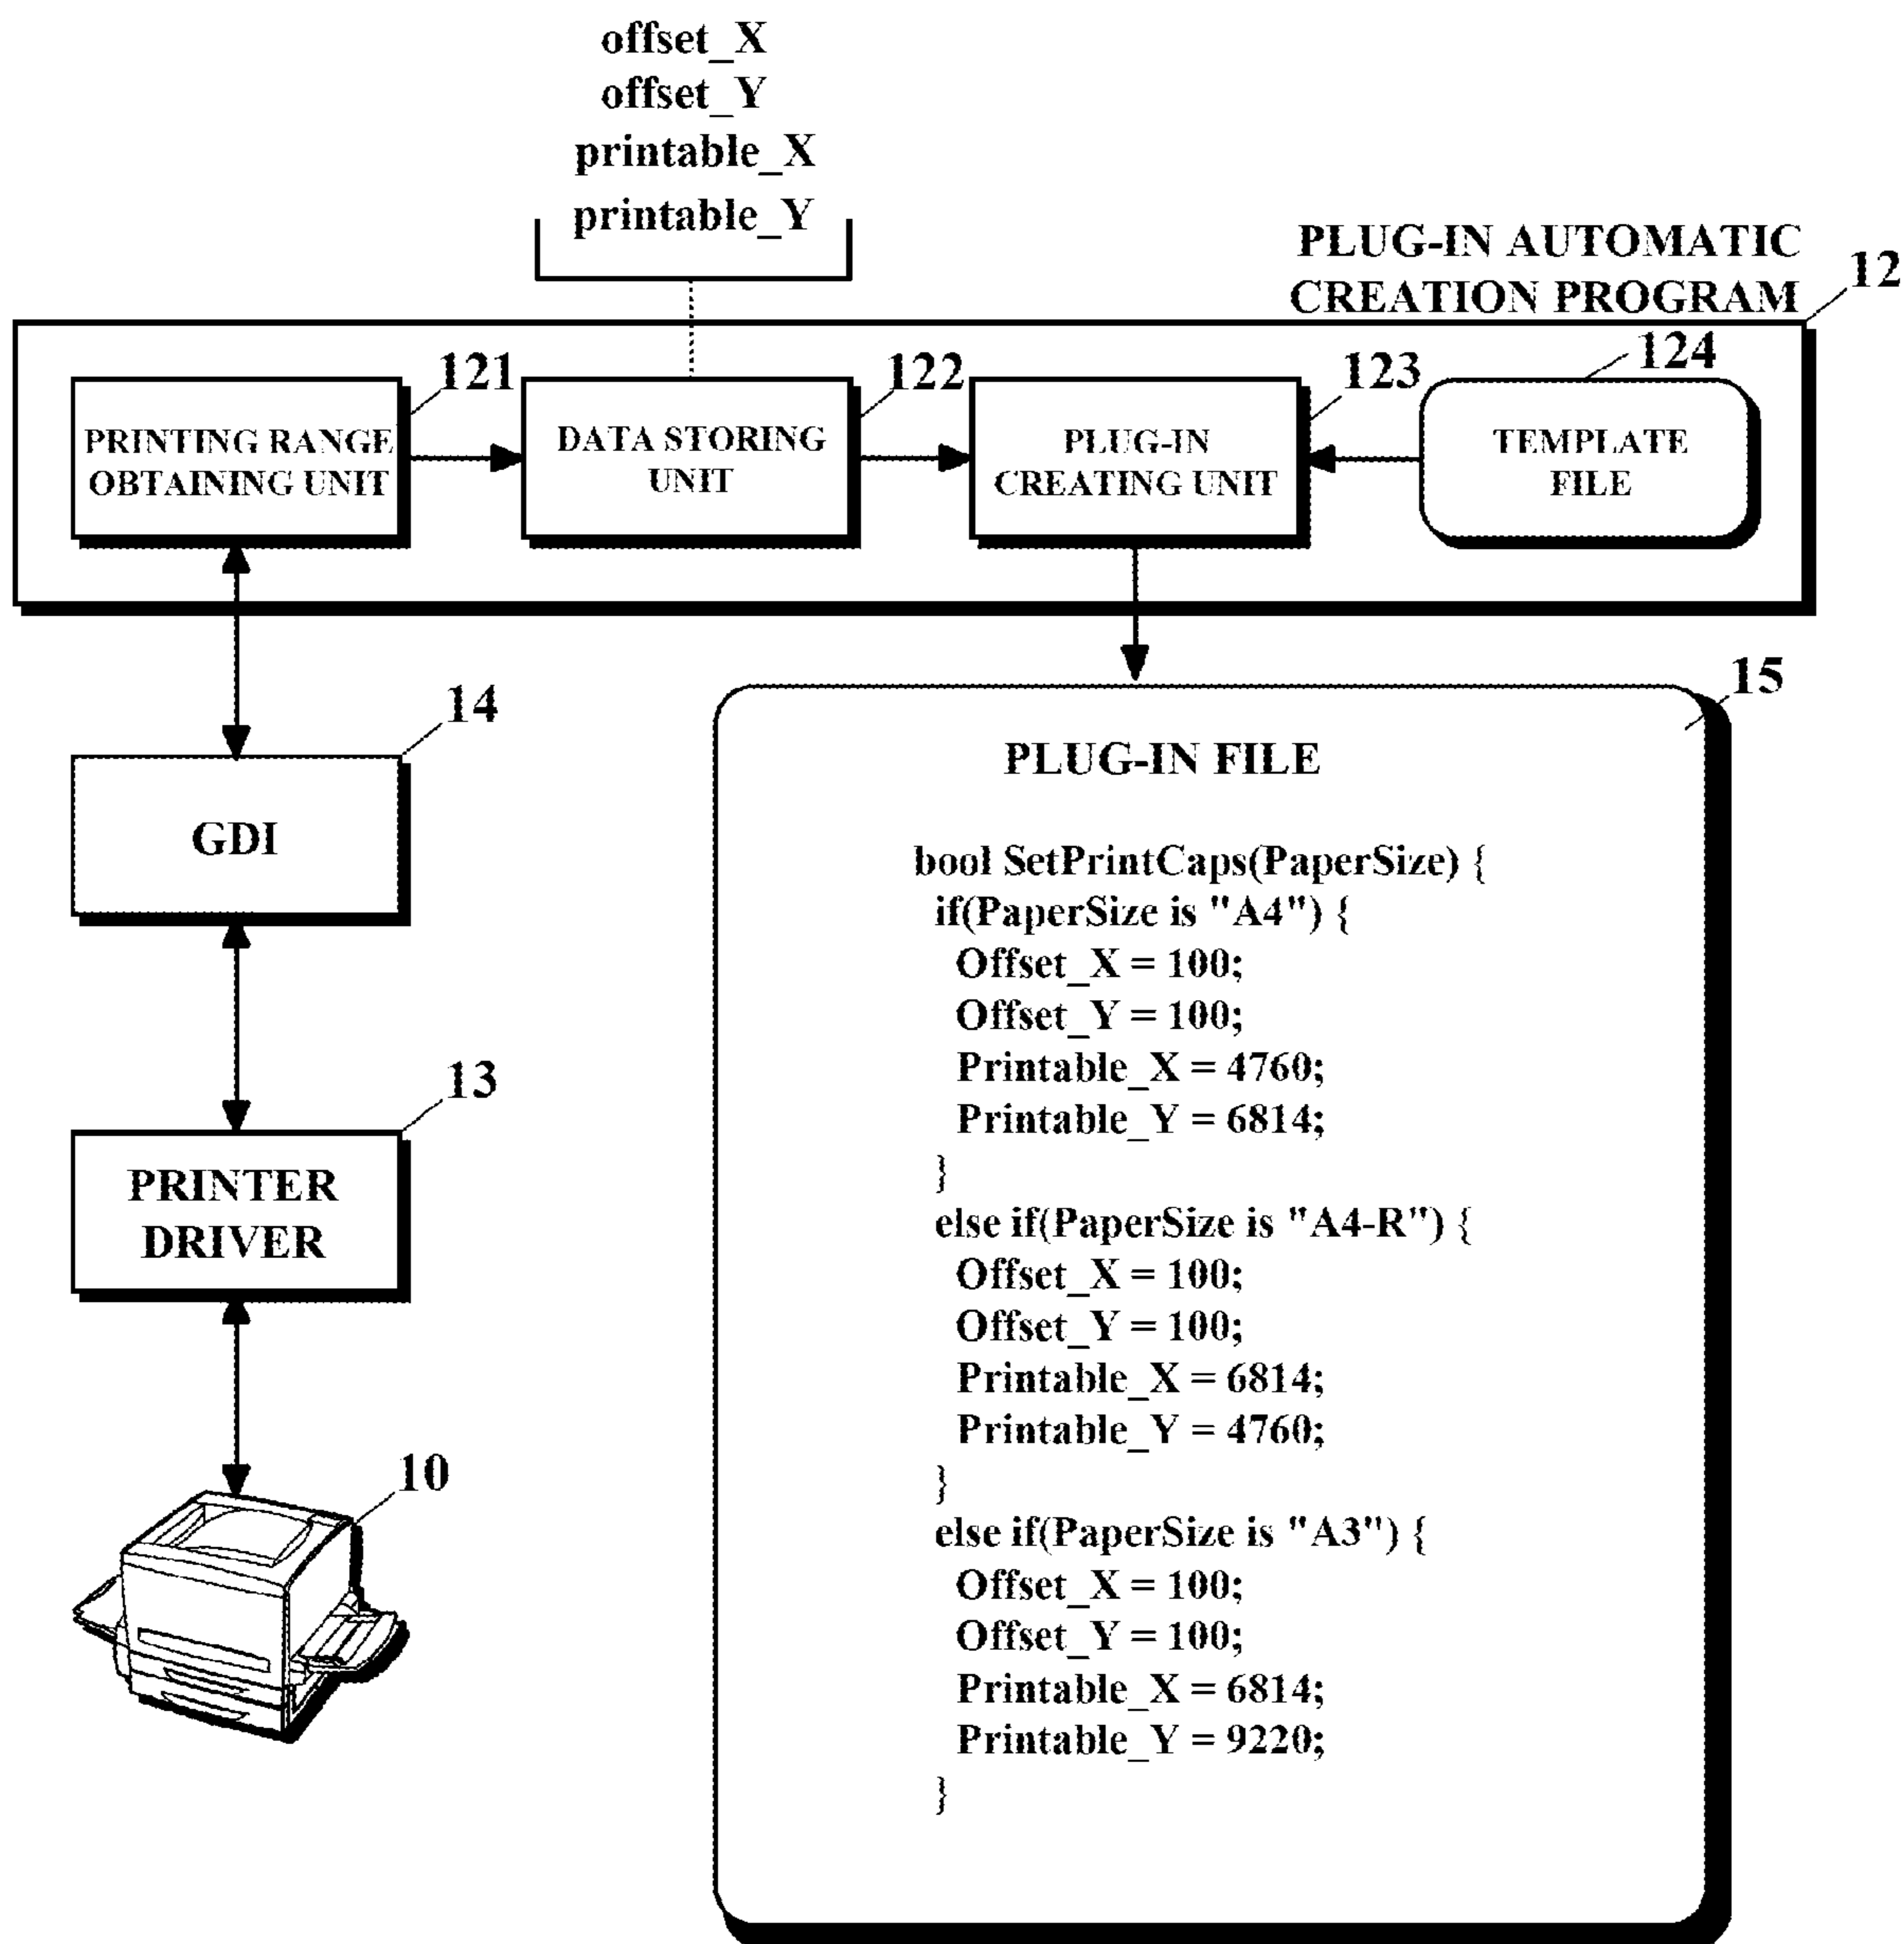 offset_X
offset_Y
printable_X
printable_Y
PLUG-IN AUTOMATIC
CREATION PROGRAM
12
121
122
123
124
PRINTING RANGE
OBTAINING UNIT
DATA STORING
UNIT
PLUG-IN
CREATING UNIT
TEMPLATE
FILE
14
GDI
13
PRINTER
DRIVER
10
15
PLUG-IN FILE
bool SetPrintCaps(PaperSize) {
if(PaperSize is "A4") {
Offset_X = 100;
Offset_Y = 100;
Printable_X = 4760;
Printable_Y = 6814;
}
else if(PaperSize is "A4-R") {
Offset_X = 100;
Offset_Y = 100;
Printable_X = 6814;
Printable_Y = 4760;
}
else if(PaperSize is "A3") {
Offset_X = 100;
Offset_Y = 100;
Printable_X = 6814;
Printable_Y = 9220;
}